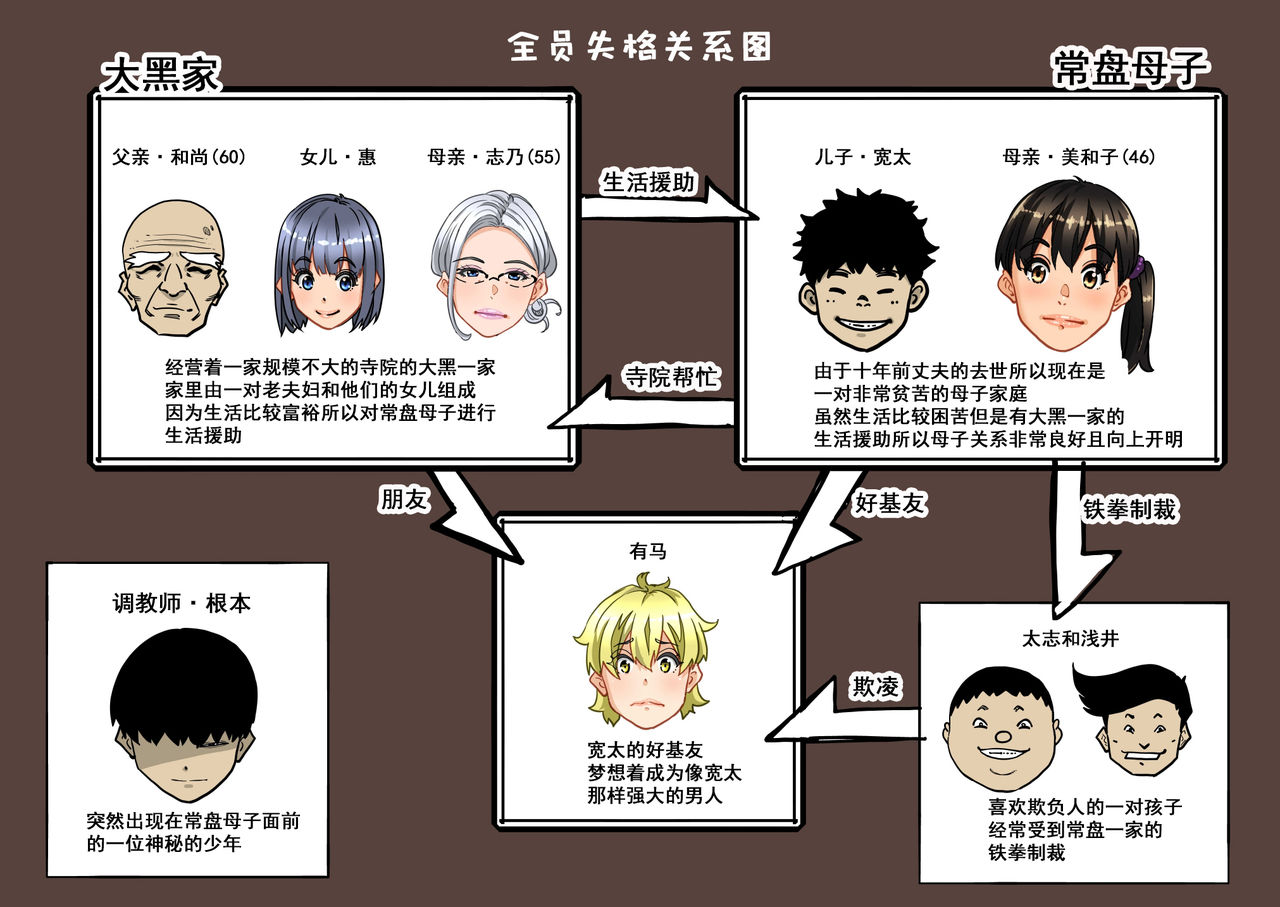 全员失格关系图
大黑家
父亲·和尚(60)
女儿·惠
母亲·志乃(55)
经营着一家规模不大的寺院的大黑一家
家里由一对老夫妇和他们的女儿组成
因为生活比较富裕所以对常盘母子进行
生活援助
生活援助
寺院帮忙
常盘母子
儿子·宽太
母亲·美和子(46)
由于十年前丈夫的去世所以现在是
一对非常贫苦的母子家庭
虽然生活比较困苦但是有大黑一家的
生活援助所以母子关系非常良好且向上开明
朋友
好基友
铁拳制裁
调教师·根本
突然出现在常盘母子面前
的一位神秘的少年
有马
宽太的好基友
梦想着成为像宽太
那样强大的男人
欺凌
太志和浅井
喜欢欺负人的一对孩子
经常受到常盘一家的
铁拳制裁